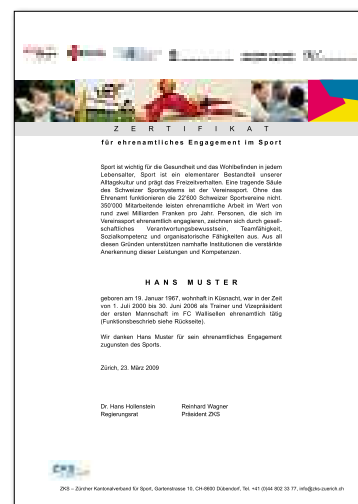 ZERTIFIKAT
für ehrenamtliches Engagement im Sport
Sport ist wichtig für die Gesundheit und das Wohlbefinden in jedem
Lebensalter, Sport ist ein elementarer Bestandteil unserer
Alltagskultur und prägt das Freizeitverhalten. Eine tragende Säule
des Schweizer Sportsystems ist der Vereinssport. Ohne das
Ehrenamt funktionieren die 22'600 Schweizer Sportvereine nicht.
350'000 Mitarbeitende leisten ehrenamtliche Arbeit im Wert von
rund zwei Milliarden Franken pro Jahr. Personen, die sich im
Vereinssport ehrenamtlich engagieren, zeichnen sich durch gesell-
schaftliches Verantwortungsbewusstsein, Teamfähigkeit,
Sozialkompetenz und organisatorische Fähigkeiten aus. Aus all
diesen Gründen unterstützen namhafte Institutionen die verstärkte
Anerkennung dieser Leistungen und Kompetenzen.
HANS MUSTER
geboren am 19. Januar 1967, wohnhaft in Küsnacht, war in der Zeit
von 1. Juli 2000 bis 30. Juni 2006 als Trainer und Vizepräsident
der ersten Mannschaft im FC Wallisellen ehrenamtlich tätig
(Funktionsbeschrieb siehe Rückseite).
Wir danken Hans Muster für sein ehrenamtliches Engagement
zugunsten des Sports.
Zürich, 23. März 2009
Dr. Hans Hollenstein Reinhard Wagner
Regierungsrat Präsident ZKS
ZKS
ZKS – Zürcher Kantonalverband für Sport, Gartenstrasse 10, CH-8600 Dübendorf, Tel. +41 (0)44 802 33 77, info@zks-zuerich.ch